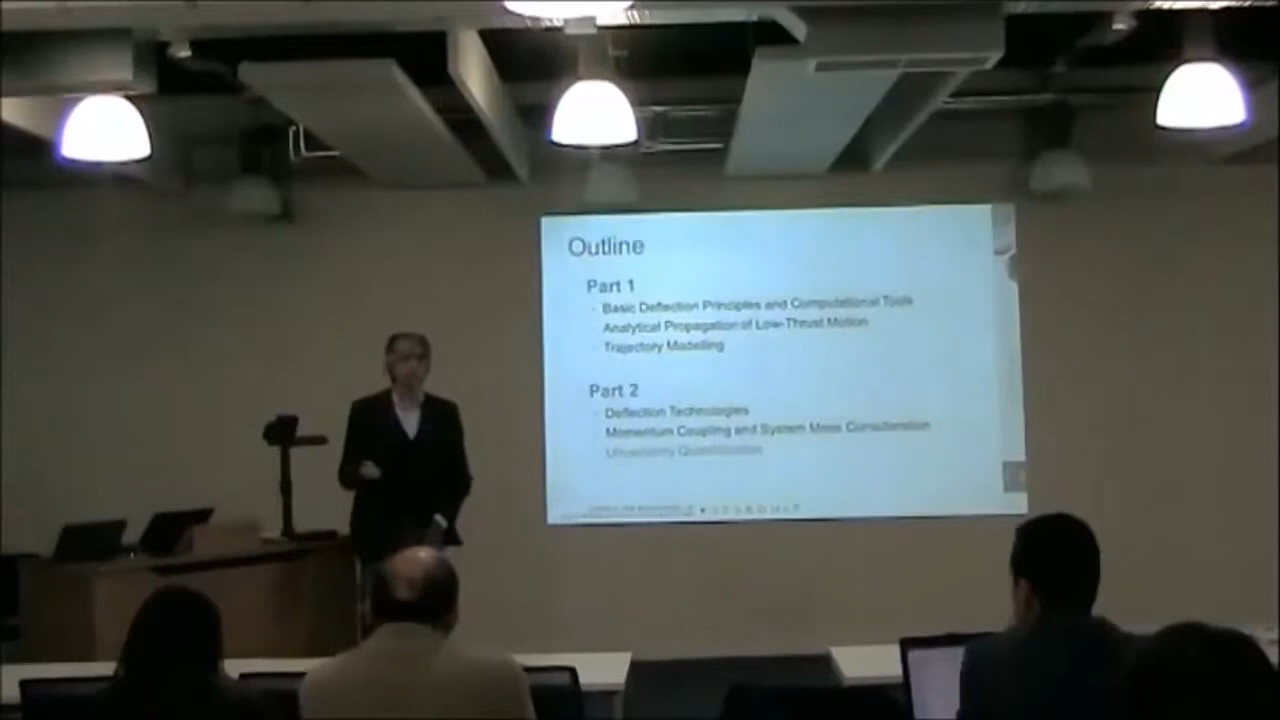 Outline
Part 1
Basic Deflection Principles and Computational Tools
Analytical Propagation of Low-Thrust Motion
Trajectory Modelling
Part 2
Deflection Technologies
Momentum Coupling and System Mass Consideration
Uncertainty Quantification